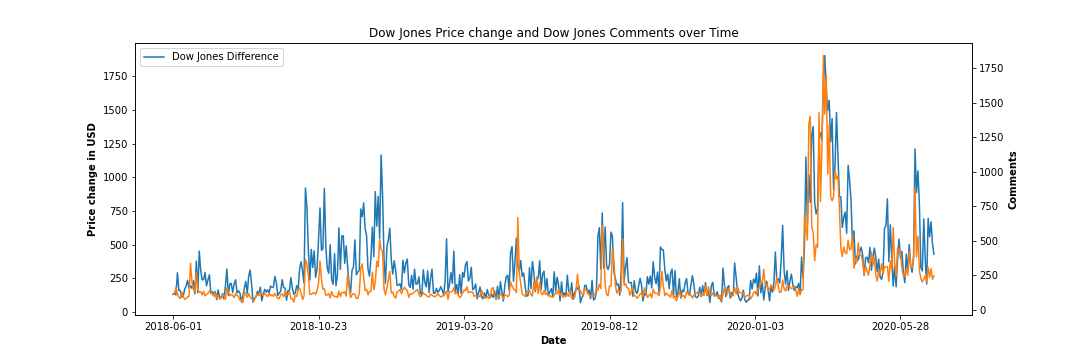 Dow Jones Price change and Dow Jones Comments over Time
Dow Jones Difference
Price change in USD
1750
1500
1250
1000
750
500
250
0
1750
1500
1250
1000
750
500
250
0
Comments
2018-06-01 2018-10-23 2019-03-20 2019-08-12 2020-01-03 2020-05-28
Date